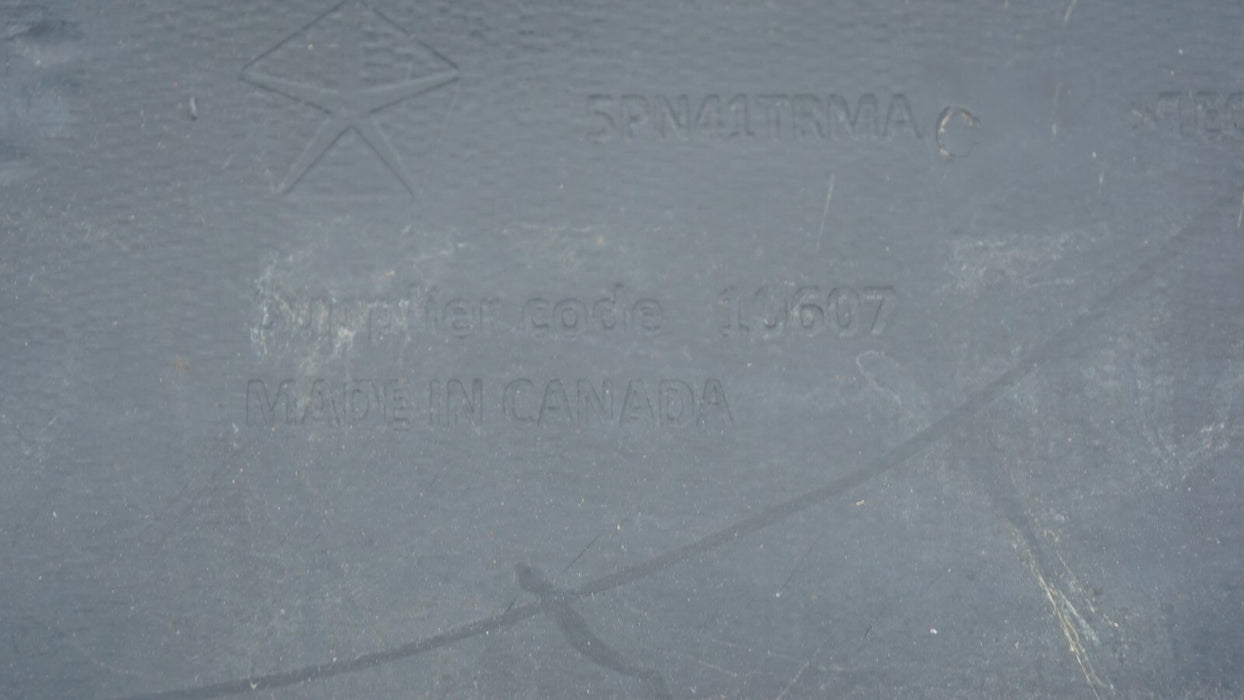 5PN41TRMA C
Supplier code 10607
MADE IN CANADA